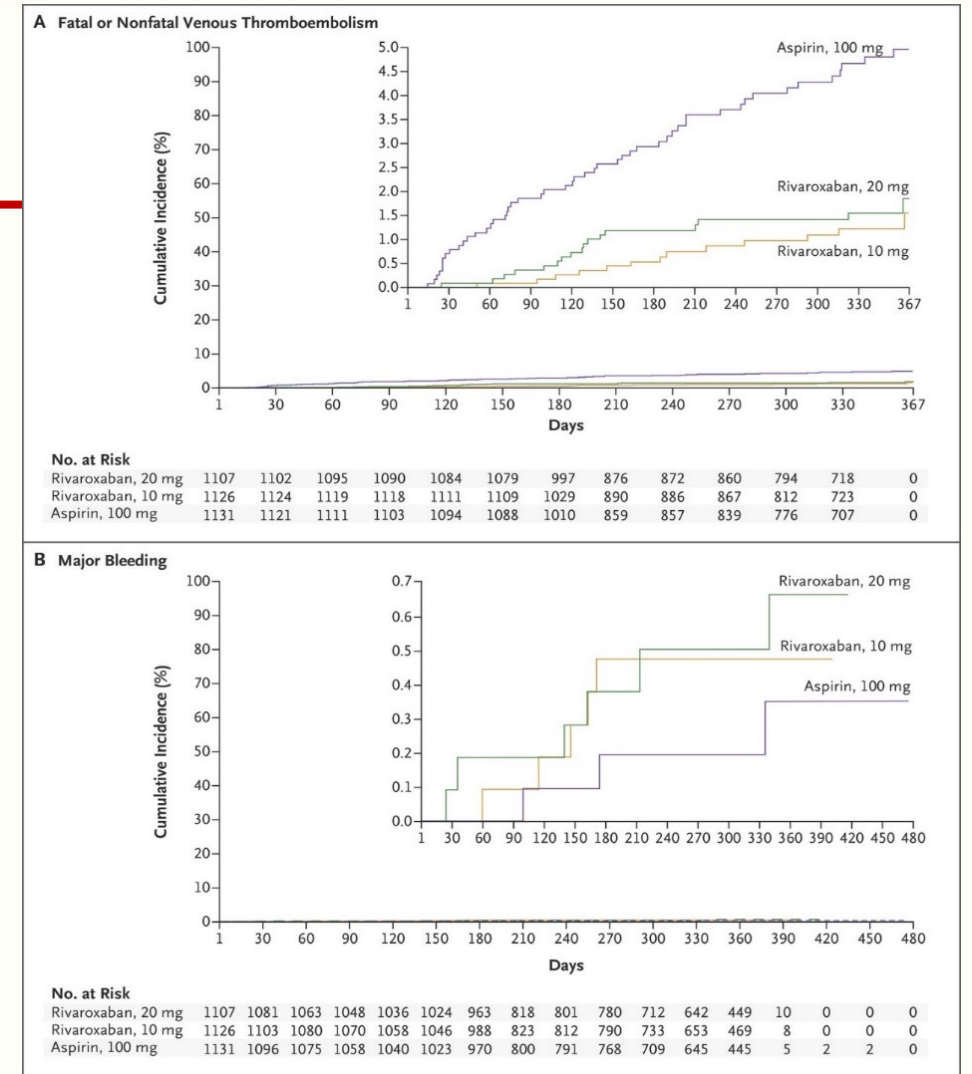 A Fatal or Nonfatal Venous Thromboembolism
Cumulative Incidence (%)
100
90
80
70
60
50
40
30
20
10
0
1 30 60 90 120 150 180 210 240 270 300 330 367
Days
5.0
4.5
4.0
3.5
3.0
2.5
2.0
1.5
1.0
0.5
0.0
1 30 60 90 120 150 180 210 240 270 300 330 367
Aspirin, 100 mg
Rivaroxaban, 20 mg
Rivaroxaban, 10 mg
No. at Risk
Rivaroxaban, 20 mg 1107 1102 1095 1090 1084 1079 997 876 872 860 794 718 0
Rivaroxaban, 10 mg 1126 1124 1119 1118 1111 1109 1029 890 886 867 812 723 0
Aspirin, 100 mg 1131 1121 1111 1103 1094 1088 1010 859 857 839 776 707 0
B Major Bleeding
Cumulative Incidence (%)
100
90
80
70
60
50
40
30
20
10
0
1 30 60 90 120 150 180 210 240 270 300 330 360 390 420 450 480
Days
0.7
0.6
0.5
0.4
0.3
0.2
0.1
0.0
1 30 60 90 120 150 180 210 240 270 300 330 360 390 420 450 480
Rivaroxaban, 20 mg
Rivaroxaban, 10 mg
Aspirin, 100 mg
No. at Risk
Rivaroxaban, 20 mg 1107 1081 1063 1048 1036 1024 963 818 801 780 712 642 449 10 0 0 0
Rivaroxaban, 10 mg 1126 1103 1080 1070 1058 1046 988 823 812 790 733 653 469 8 0 0 0
Aspirin, 100 mg 1131 1096 1075 1058 1040 1023 970 800 791 768 709 645 445 5 2 2 0